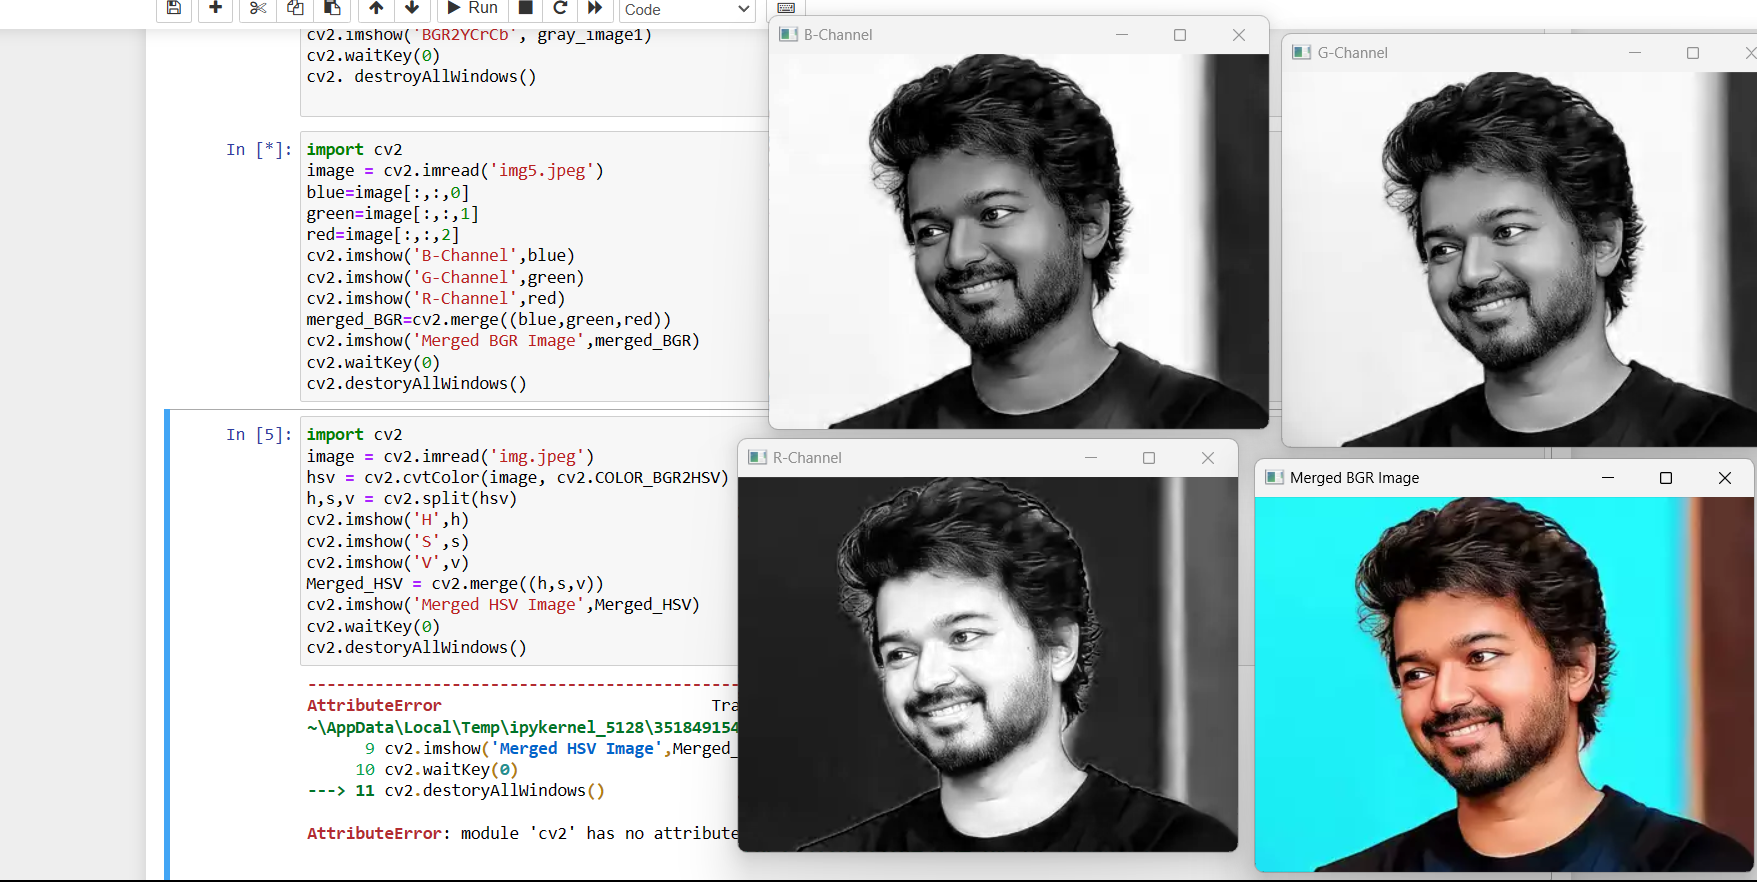 Run
Code
cv2.imshow('BGR2YCrCb', gray_image1)
cv2.waitKey(0)
cv2. destroyAllWindows()
In [*]:
import cv2
image = cv2.imread('img5.jpeg')
blue=image[:,:,0]
green=image[:,:,1]
red=image[:,:,2]
cv2.imshow('B-Channel',blue)
cv2.imshow('G-Channel',green)
cv2.imshow('R-Channel',red)
merged_BGR=cv2.merge((blue,green,red))
cv2.imshow('Merged BGR Image',merged_BGR)
cv2.waitKey(0)
cv2.destoryAllWindows()
In [5]:
import cv2
image = cv2.imread('img.jpeg')
hsv = cv2.cvtColor(image, cv2.COLOR_BGR2HSV)
h,s,v = cv2.split(hsv)
cv2.imshow('H',h)
cv2.imshow('S',s)
cv2.imshow('V',v)
Merged_HSV = cv2.merge((h,s,v))
cv2.imshow('Merged HSV Image',Merged_HSV)
cv2.waitKey(0)
cv2.destoryAllWindows()
---------------------------------------------
AttributeError Tra
~\AppData\Local\Temp\ipykernel_5128\351849154
9 cv2.imshow('Merged HSV Image',Merged_
10 cv2.waitKey(0)
---> 11 cv2.destoryAllWindows()
AttributeError: module 'cv2' has no attribute
B-Channel
G-Channel
R-Channel
Merged BGR Image